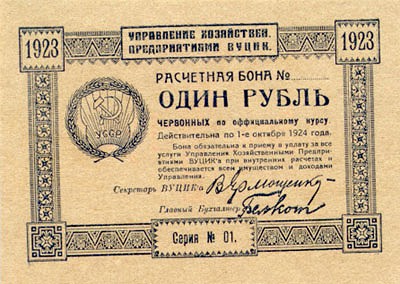 1923
УПРАВЛЕНИЕ ХОЗЯЙСТВЕН.
ПРЕДПРИЯТИЯМИ ВУЦИК.
1923
РАСЧЕТНАЯ БОНА №
ОДИН РУБЛЬ
ЧЕРВОННЫХ по оффициальному курсу.
Действительна по 1-е октября 1924 года.
УССР
Бона обязательна к приему в уплату за все
услуги Управления Хозяйственными Предпри-
ятиями ВУЦИК'а при внутренних расчетах и
обеспечивается всем имуществом и доходами
Управления.
Секретарь ВУЦИК'а
Главный Бухгалтер
Серия № 01.